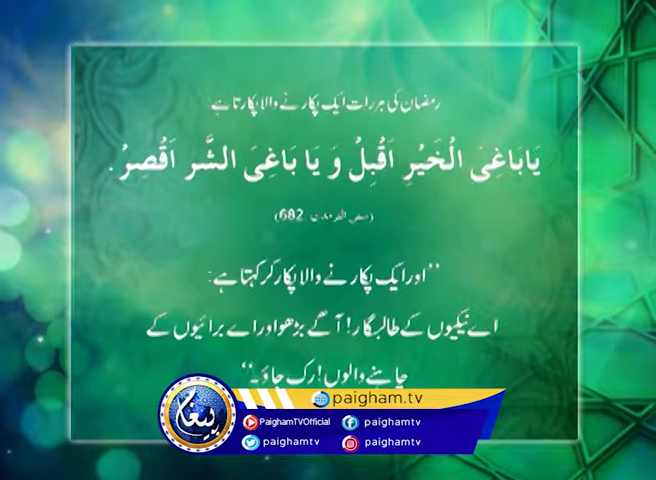 رمضان کی ہر رات ایک پکارنے والا پکارتا ہے:
يَابَاغِىَ الْخَيْرِ اَقْبِلْ وَ يَا بَاغِىَ الشَّرِ اَقْصِرْ.
(سنن الترمذی: 682)
”اور ایک پکارنے والا پکار کر کہتا ہے:
اے نیکیوں کے طالبگار! آگے بڑھو اور اے برائیوں کے
چاہنے والوں! رک جاؤ۔“
پیغام
paigham.tv
PaighamTVOfficial
paighamtv
paighamtv
paighamtv